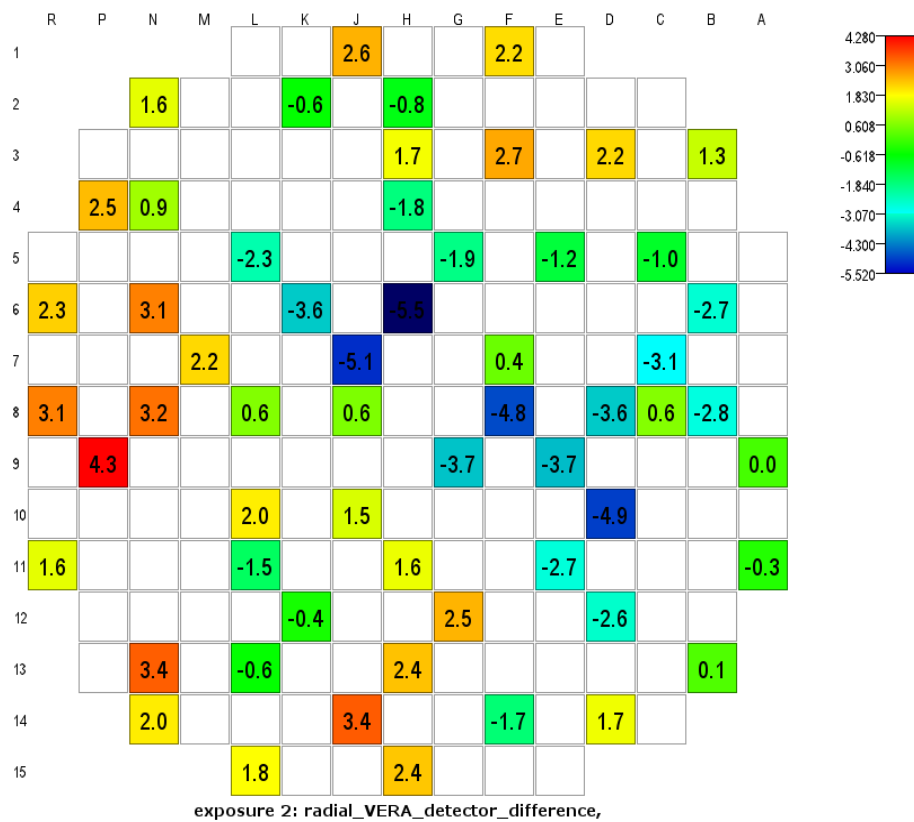 R P N M L K J H G F E D C B A
1 2.6 2.2
4.280
3.060
1.830
0.608
-0.618
-1.840
-3.070
-4.300
-5.520
2 1.6 -0.6 -0.8
3 1.7 2.7 2.2 1.3
4 2.5 0.9 -1.8
5 -2.3 -1.9 -1.2 -1.0
6 2.3 3.1 -3.6 -5.5 -2.7
7 2.2 -5.1 0.4 -3.1
8 3.1 3.2 0.6 0.6 -4.8 -3.6 0.6 -2.8
9 4.3 -3.7 -3.7 0.0
10 2.0 1.5 -4.9
11 1.6 -1.5 1.6 -2.7 -0.3
12 -0.4 2.5 -2.6
13 3.4 -0.6 2.4 0.1
14 2.0 3.4 -1.7 1.7
15 1.8 2.4
exposure 2: radial_VERA_detector_difference,